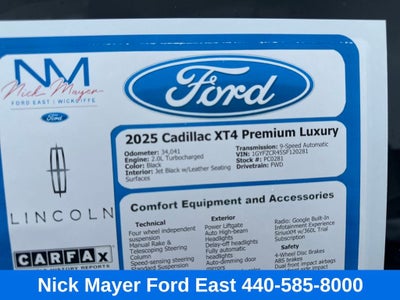 NM
Nick Mayer
FORD EAST | WICKLIFFE
Ford
LINCOLN
CARFAX
HISTORY REPORTS
Ford
2025 Cadillac XT4 Premium Luxury
Odometer: 34,041
Engine: 2.0L Turbocharged
Color: Black
Interior: Jet Black w/Leather Seating
Surfaces
Transmission: 9-Speed Automatic
VIN: 1GYFZCR45SF120281
Stock #: PC0281
Drivetrain: FWD
Comfort Equipment and Accessories
Technical
Four wheel independent
suspension
Manual Rake &
Telescoping Steering
Column
Speed-sensing steering
Standard Suspension
Exterior
Power Liftgate
Auto High-beam
Headlights
Delay-off headlights
Fully automatic
headlights
Auto-dimming door
mirrors
Radio: Google Built-In
Infotainment Experience
SiriusXM w/360L Trial
Subscription
Safety
4-Wheel Disc Brakes
ABS brakes
Dual front impact airbags
Nick Mayer Ford East 440-585-8000